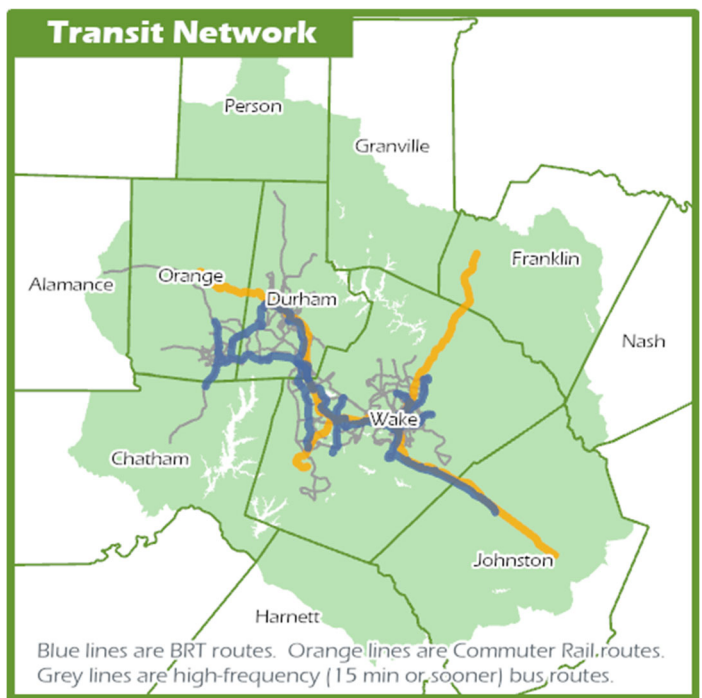 Transit Network
Person
Granville
Orange
Franklin
Alamance
Durham
Nash
Wake
Chatham
Johnston
Harnett
Blue lines are BRT routes. Orange lines are Commuter Rail routes.
Grey lines are high-frequency (15 min or sooner) bus routes.